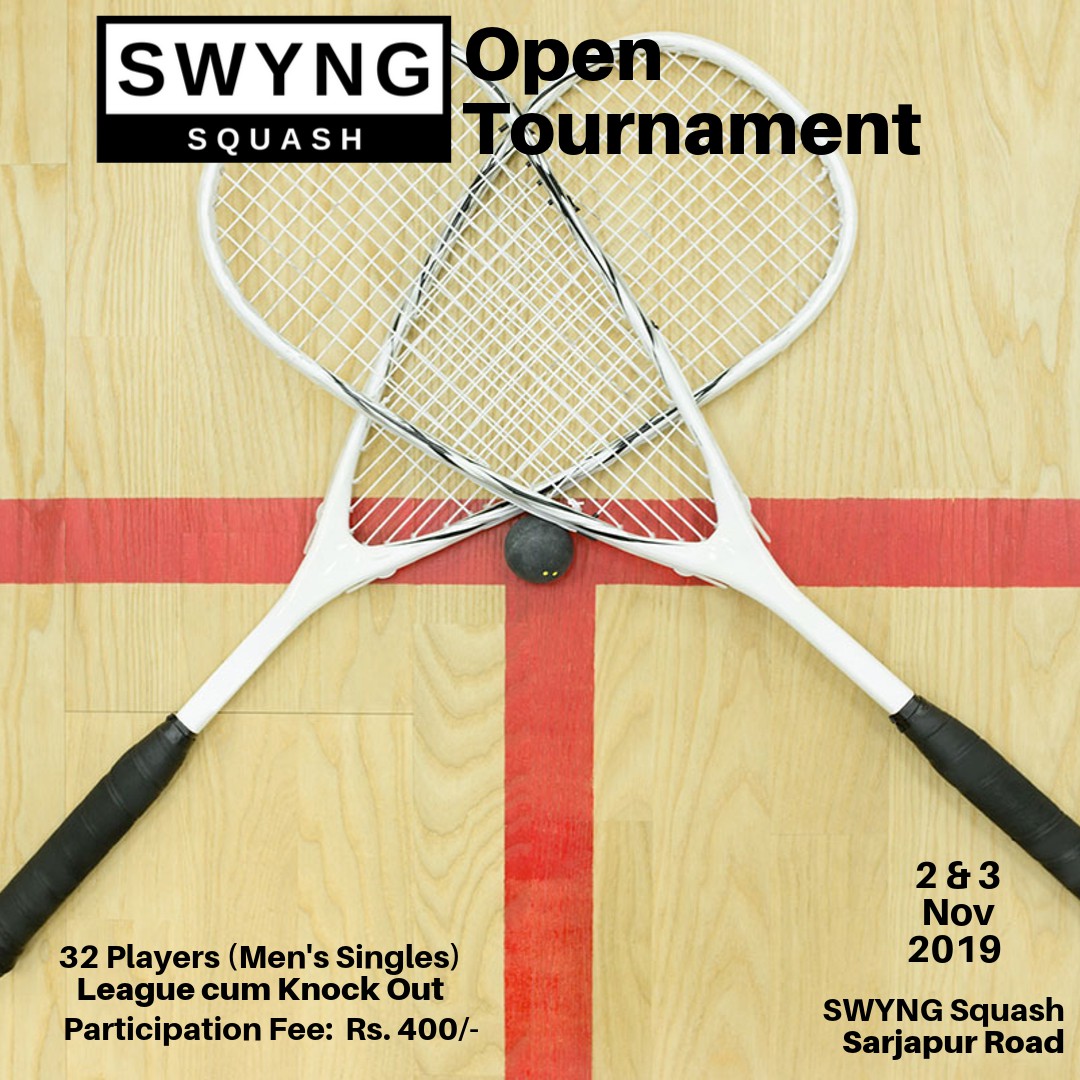 SWYNG
SQUASH
Open
Tournament
2 & 3
Nov
2019
32 Players (Men's Singles)
League cum Knock Out
Participation Fee: Rs. 400/-
SWYNG Squash
Sarjapur Road